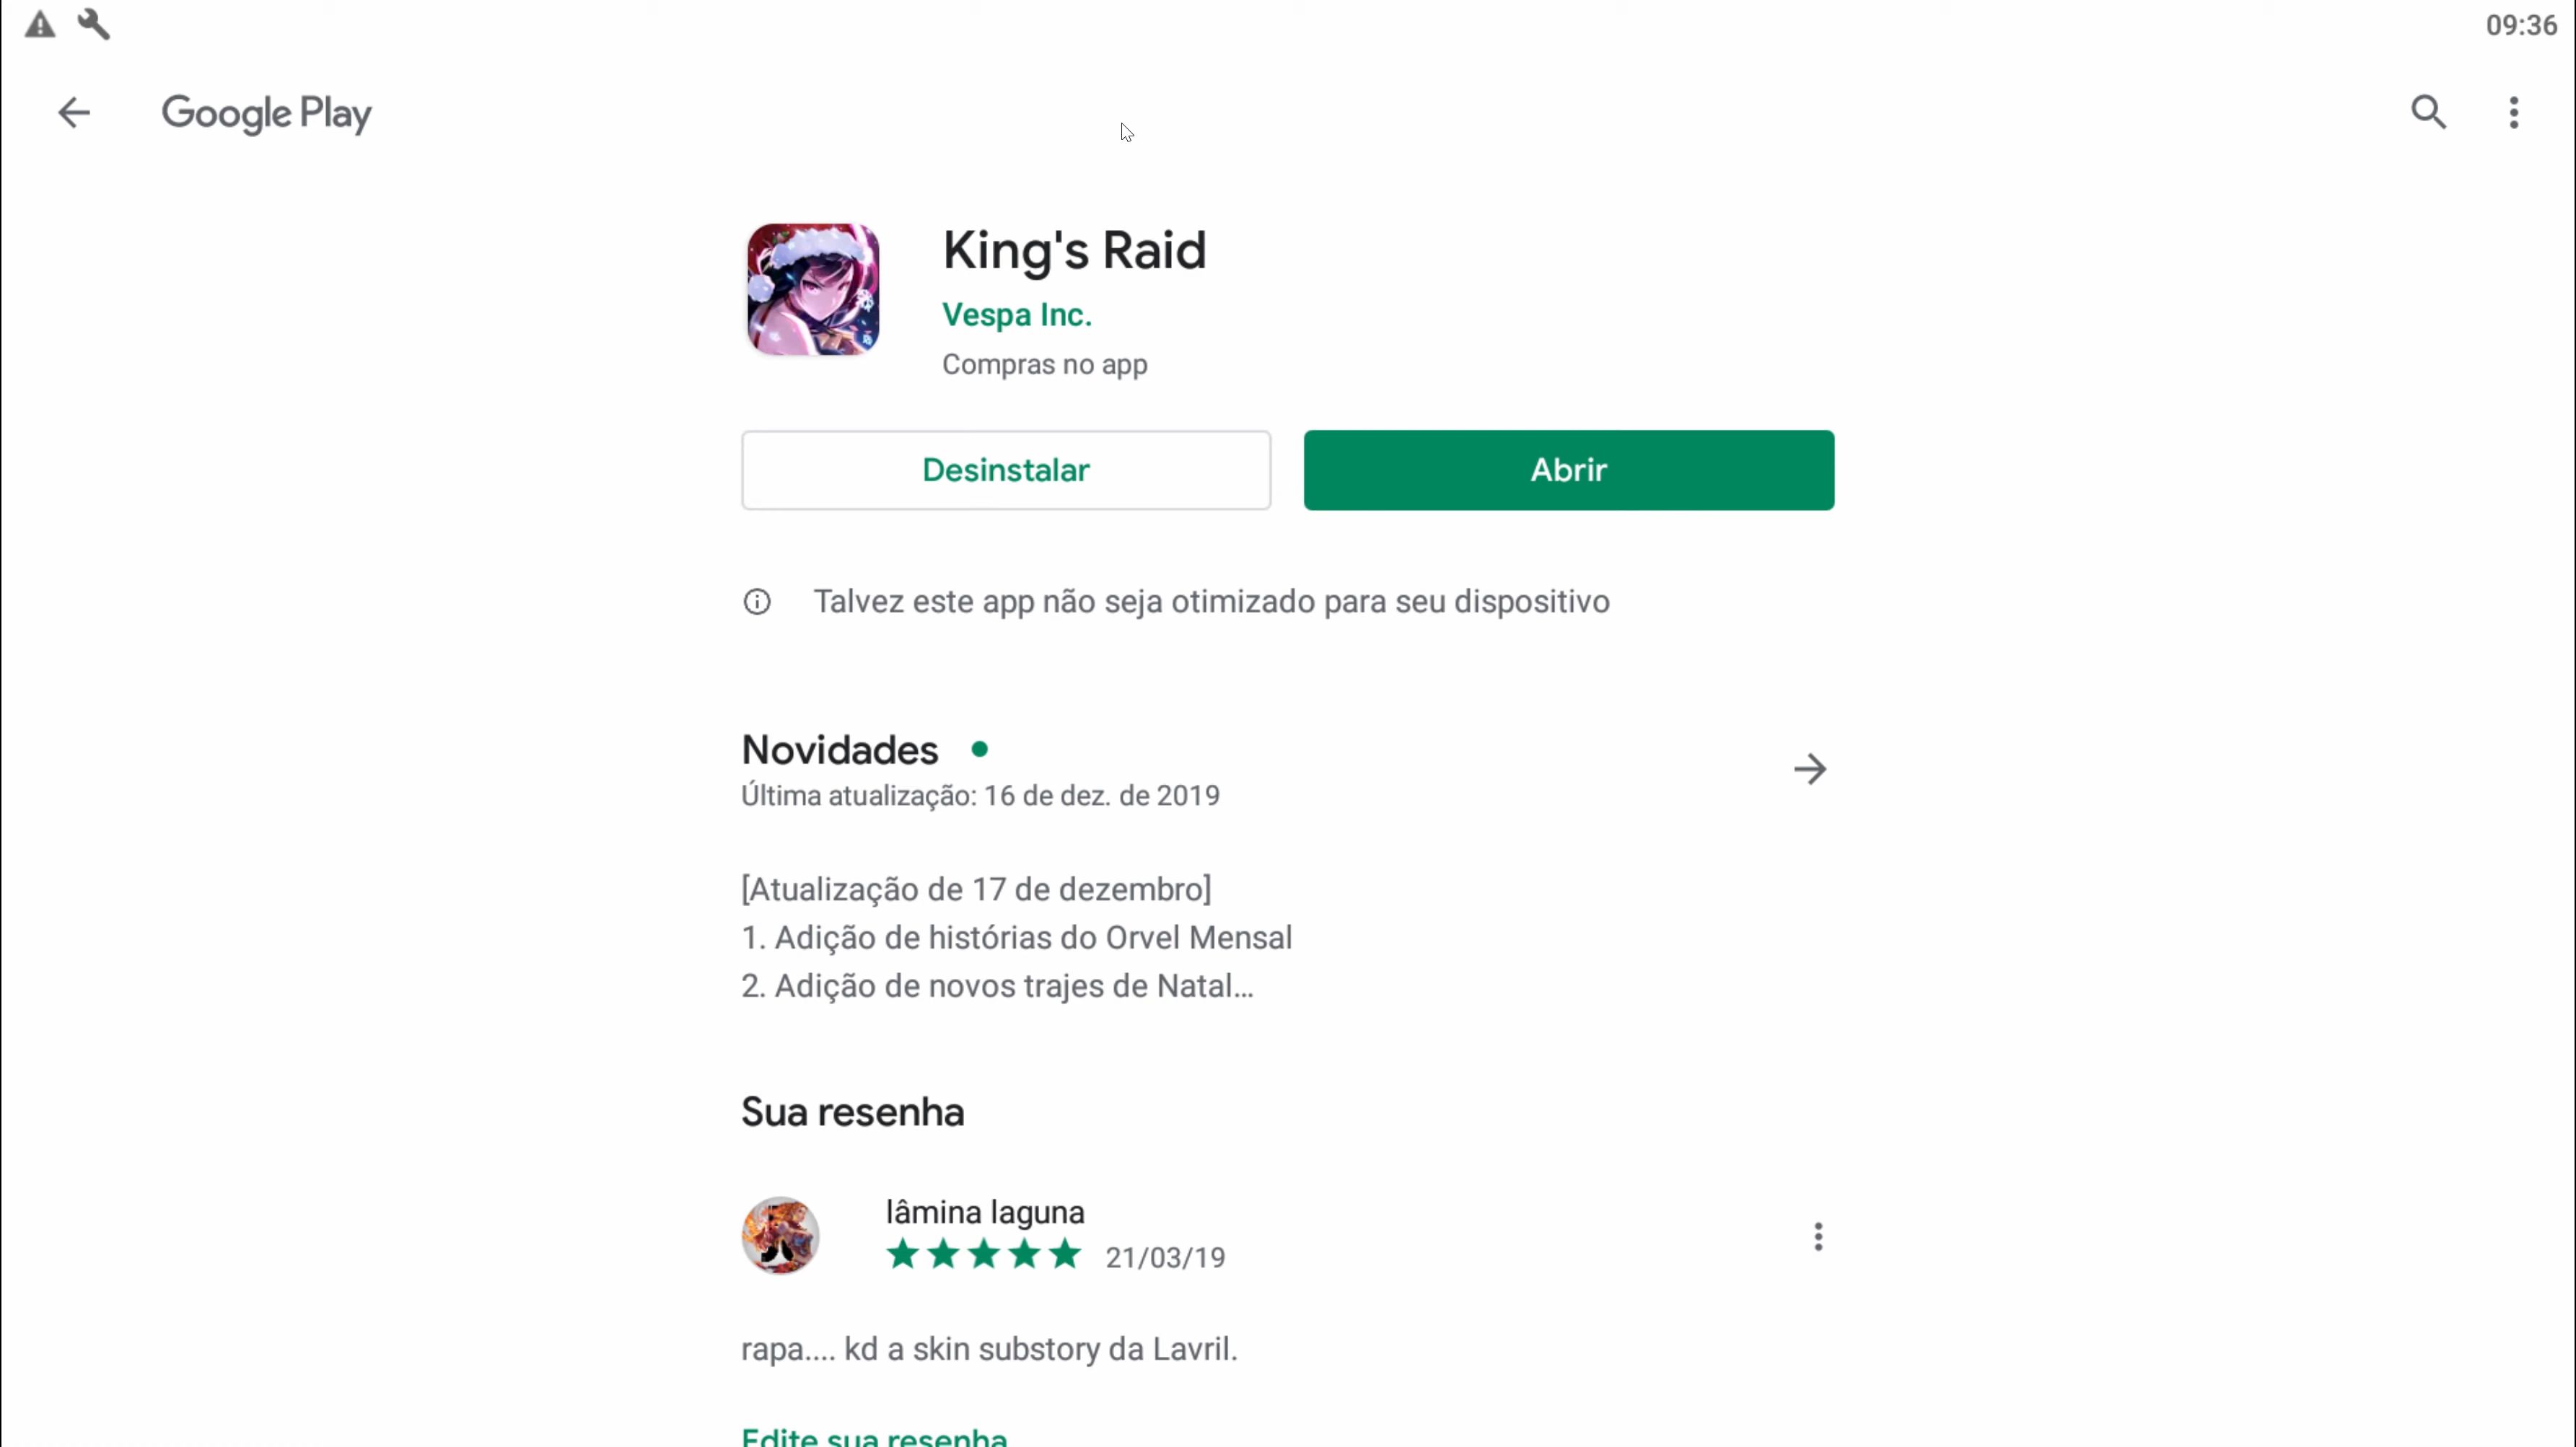 09:36
Google Play
King's Raid
Vespa Inc.
Compras no app
Desinstalar
Abrir
Talvez este app não seja otimizado para seu dispositivo
Novidades
Última atualização: 16 de dez. de 2019
[Atualização de 17 de dezembro]
1. Adição de histórias do Orvel Mensal
2. Adição de novos trajes de Natal...
Sua resenha
lâmina laguna
21/03/19
rapa.... kd a skin substory da Lavril.
Edite sua resenha